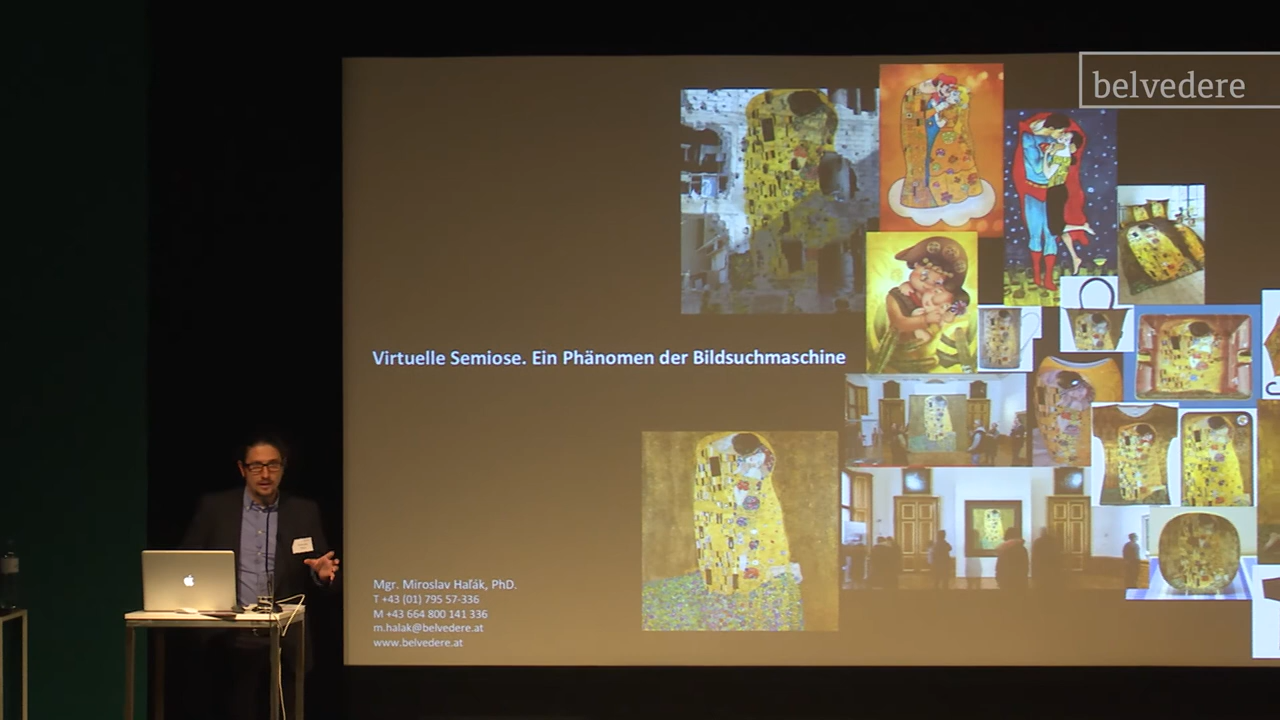 belvedere
Virtuelle Semiose. Ein Phänomen der Bildsuchmaschine
Mgr. Miroslav Haľák, PhD.
T +43 (01) 795 57-336
M +43 664 800 141 336
m.halak@belvedere.at
www.belvedere.at